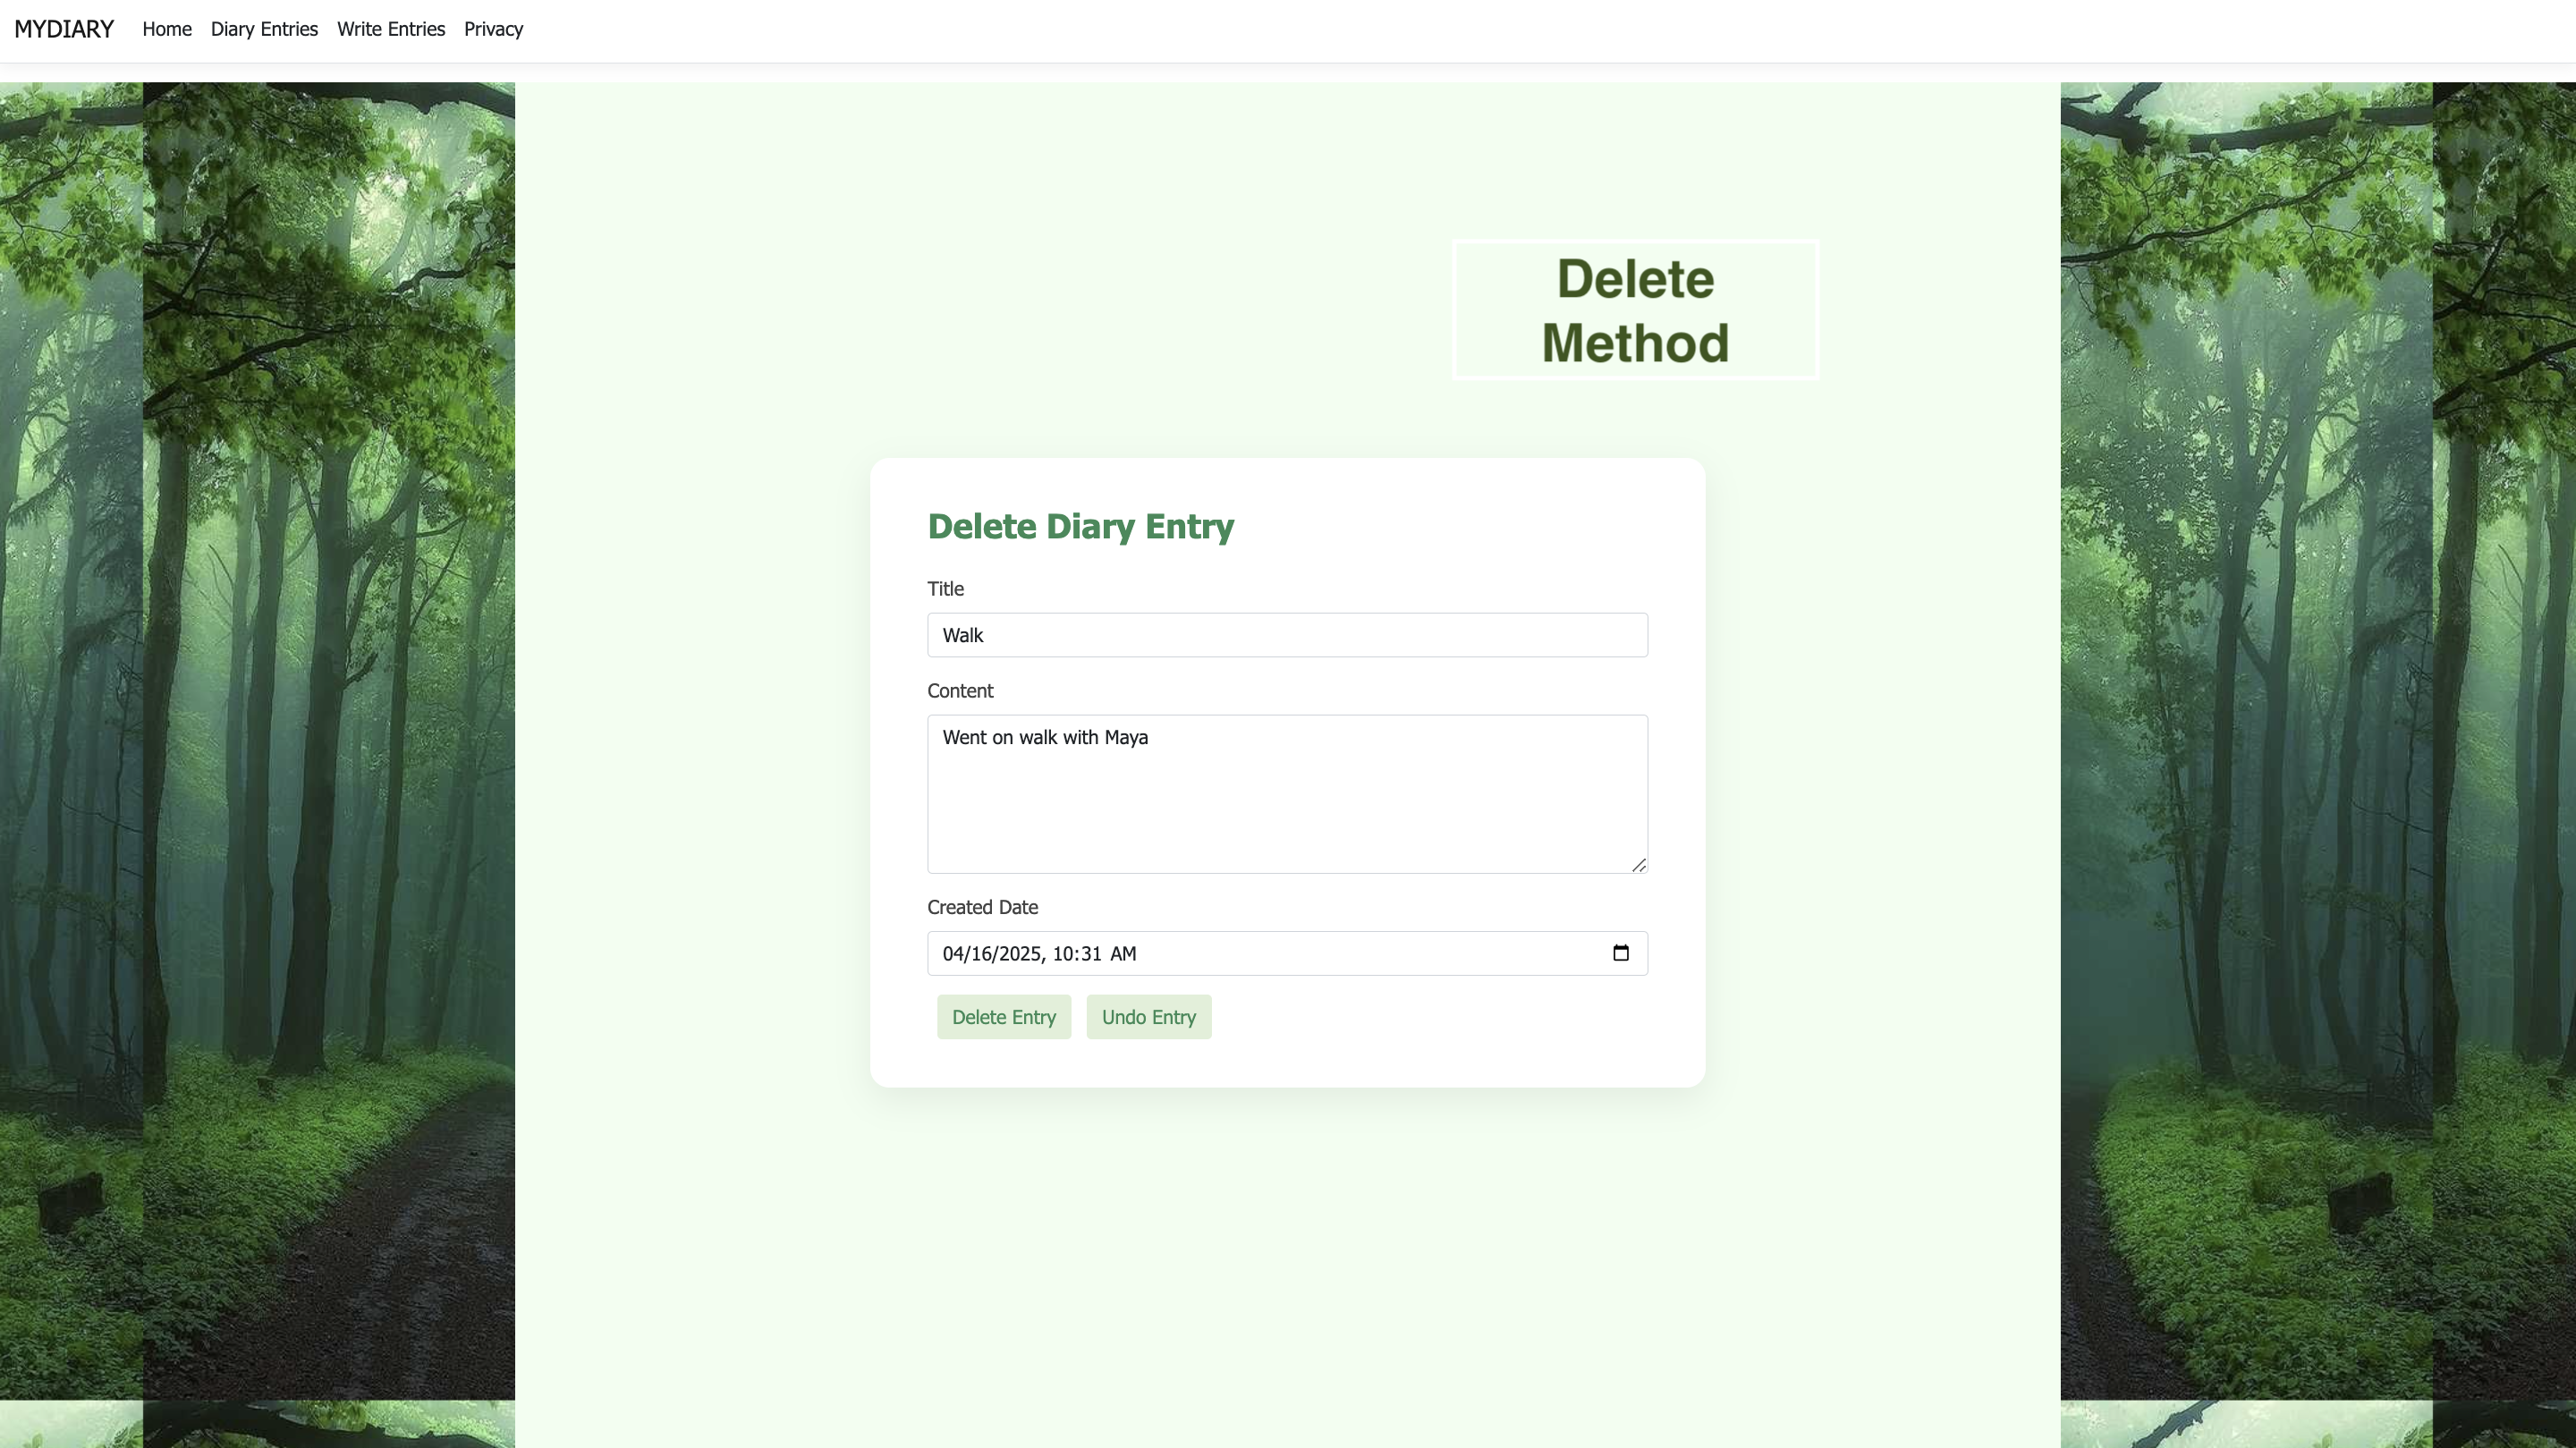 MYDIARY Home Diary Entries Write Entries Privacy
Delete
Method
Delete Diary Entry
Title
Walk
Content
Went on walk with Maya
Created Date
04/16/2025, 10:31 AM
Delete Entry Undo Entry